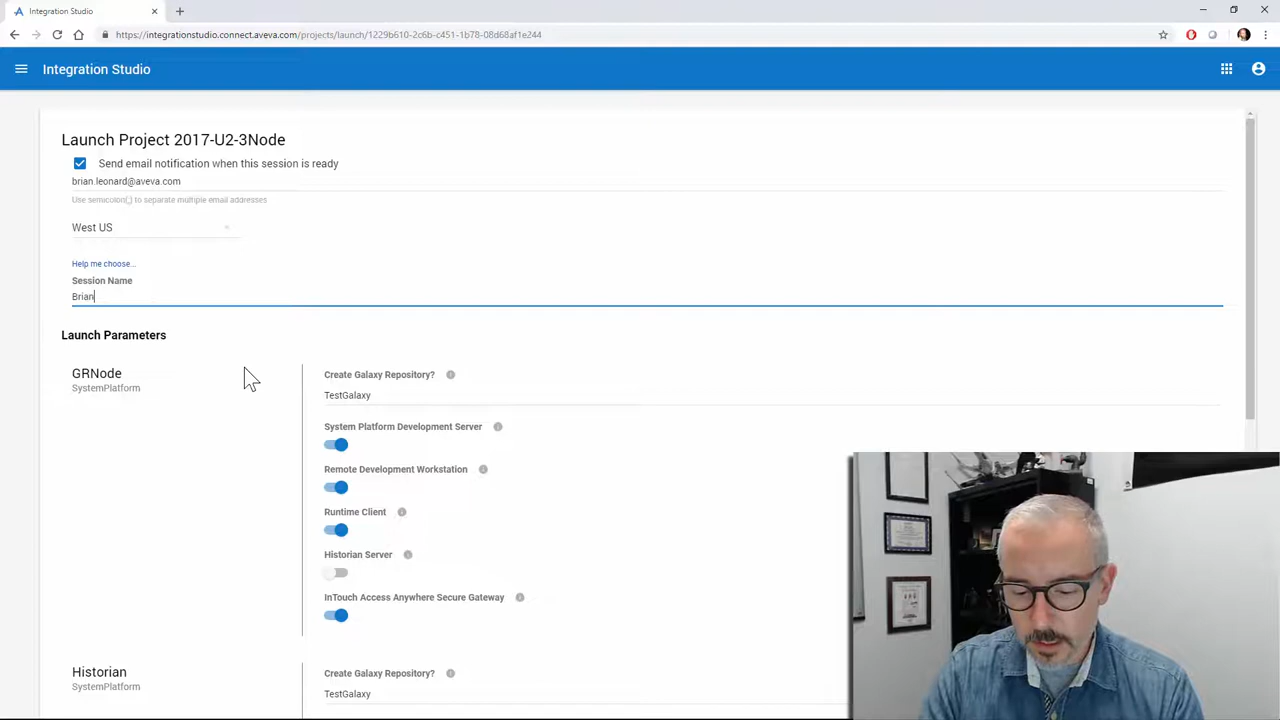 Integration Studio
https://integrationstudio.connect.aveva.com/projects/launch/1229b610-2c6b-c451-1b78-08d68af1e244
Integration Studio
Launch Project 2017-U2-3Node
Send email notification when this session is ready
brian.leonard@aveva.com
Use semicolon(;) to separate multiple email addresses
West US
Help me choose...
Session Name
Brian
Launch Parameters
GRNode
SystemPlatform
Create Galaxy Repository?
TestGalaxy
System Platform Development Server
Remote Development Workstation
Runtime Client
Historian Server
InTouch Access Anywhere Secure Gateway
Historian
SystemPlatform
Create Galaxy Repository?
TestGalaxy